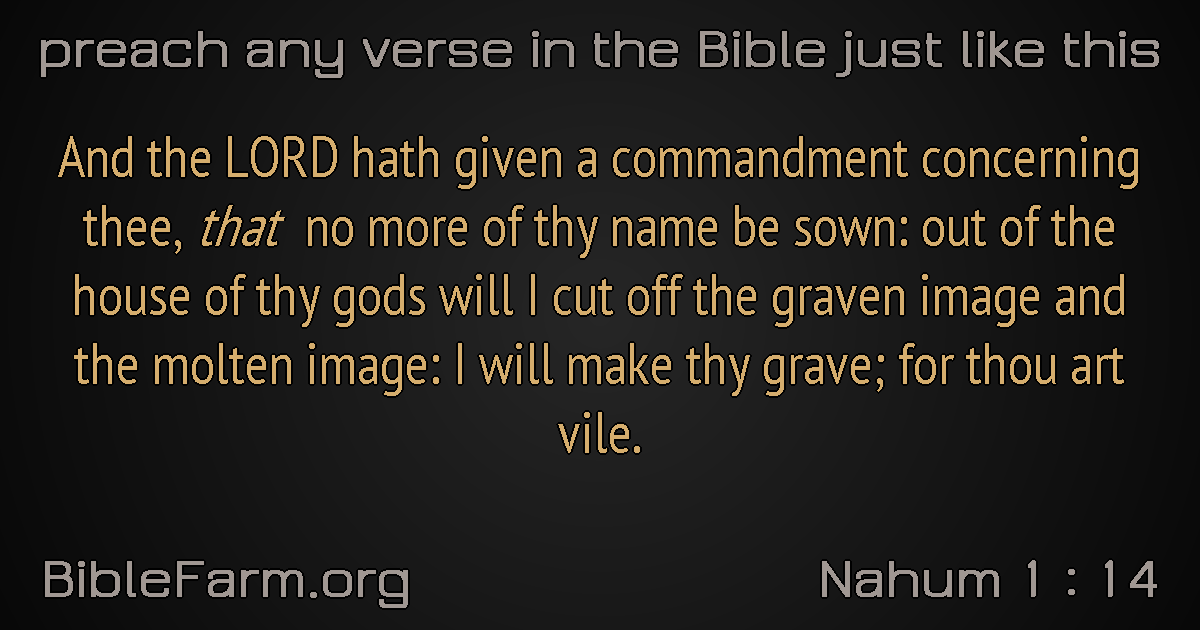 preach any verse in the Bible just like this
And the LORD hath given a commandment concerning
thee, that no more of thy name be sown: out of the
house of thy gods will I cut off the graven image and
the molten image: I will make thy grave; for thou art
vile.
BibleFarm.org
Nahum 1 : 14